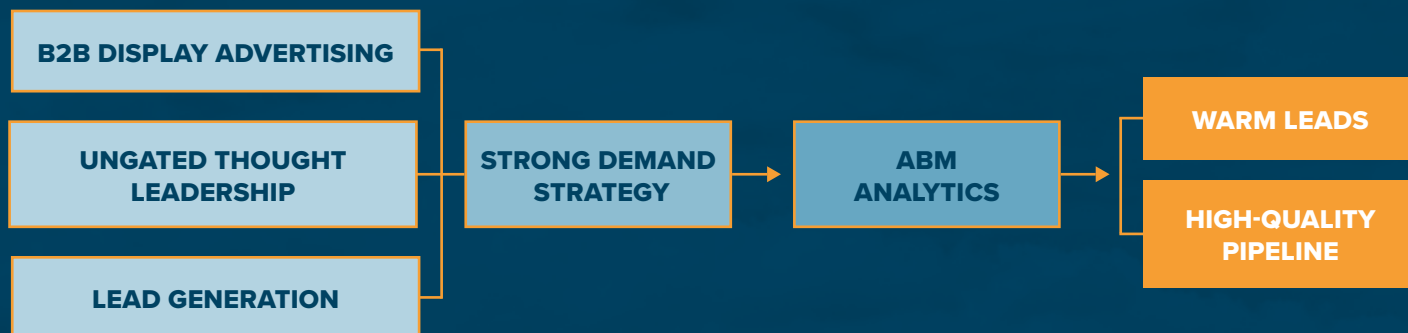 B2B DISPLAY ADVERTISING
UNGATED THOUGHT
LEADERSHIP
LEAD GENERATION
STRONG DEMAND
STRATEGY
ABM
ANALYTICS
WARM LEADS
HIGH-QUALITY
PIPELINE